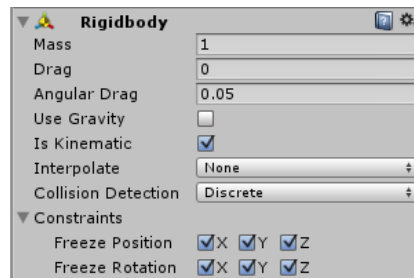 Rigidbody
Mass 1
Drag 0
Angular Drag 0.05
Use Gravity
Is Kinematic
Interpolate None
Collision Detection Discrete
Constraints
Freeze Position X Y Z
Freeze Rotation X Y Z